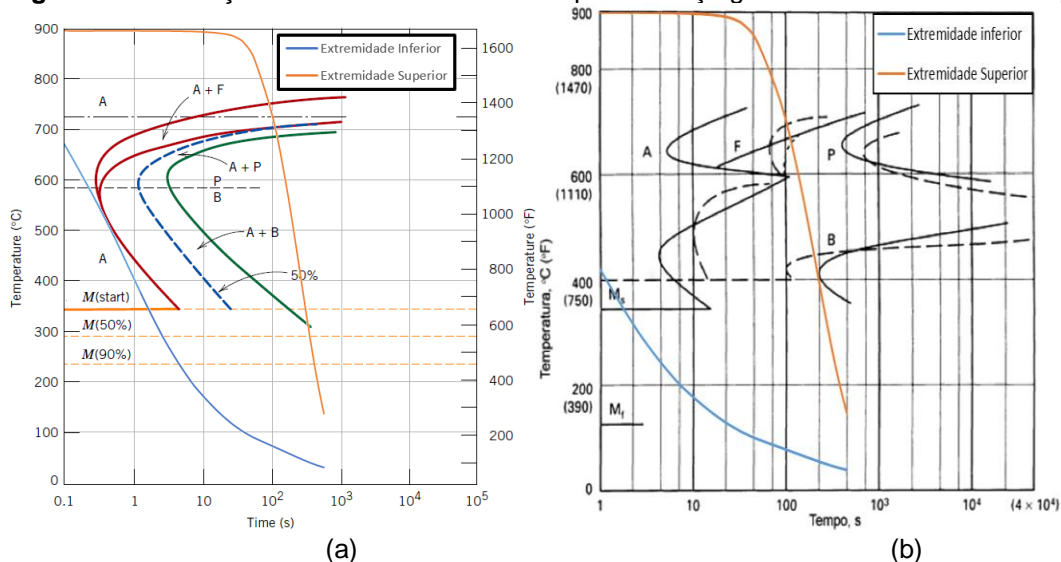 900
800
700
600
500
400
300
200
100
0
Temperature (°C)
A
A + F
A + P
P
B
A + B
A
50%
M(start)
M(50%)
M(90%)
Extremidade Inferior
Extremidade Superior
1600
1400
1200
1000
800
600
400
200
Temperature (°F)
0.1
1
10
10²
10³
10⁴
10⁵
Time (s)
(a)
900
800
(1470)
600
(1110)
400
(750)
200
(390)
0
Temperatura, °C (°F)
Extremidade inferior
Extremidade Superior
A
F
P
B
Ms
Mf
1
10
100
10³
10⁴
(4 × 10⁴)
Tempo, s
(b)